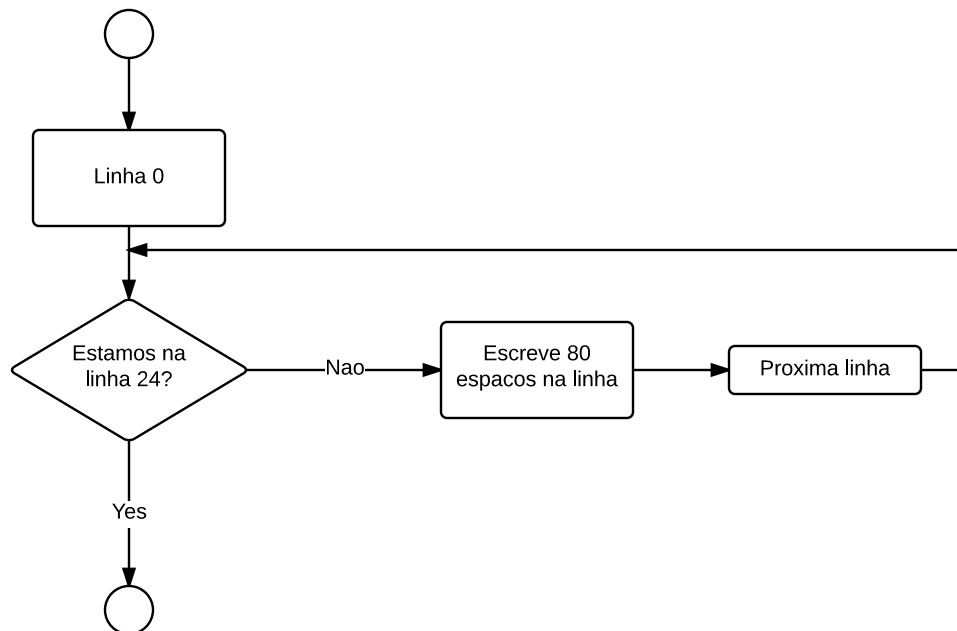 Linha 0
Estamos na
linha 24?
Nao
Escreve 80
espacos na linha
Proxima linha
Yes